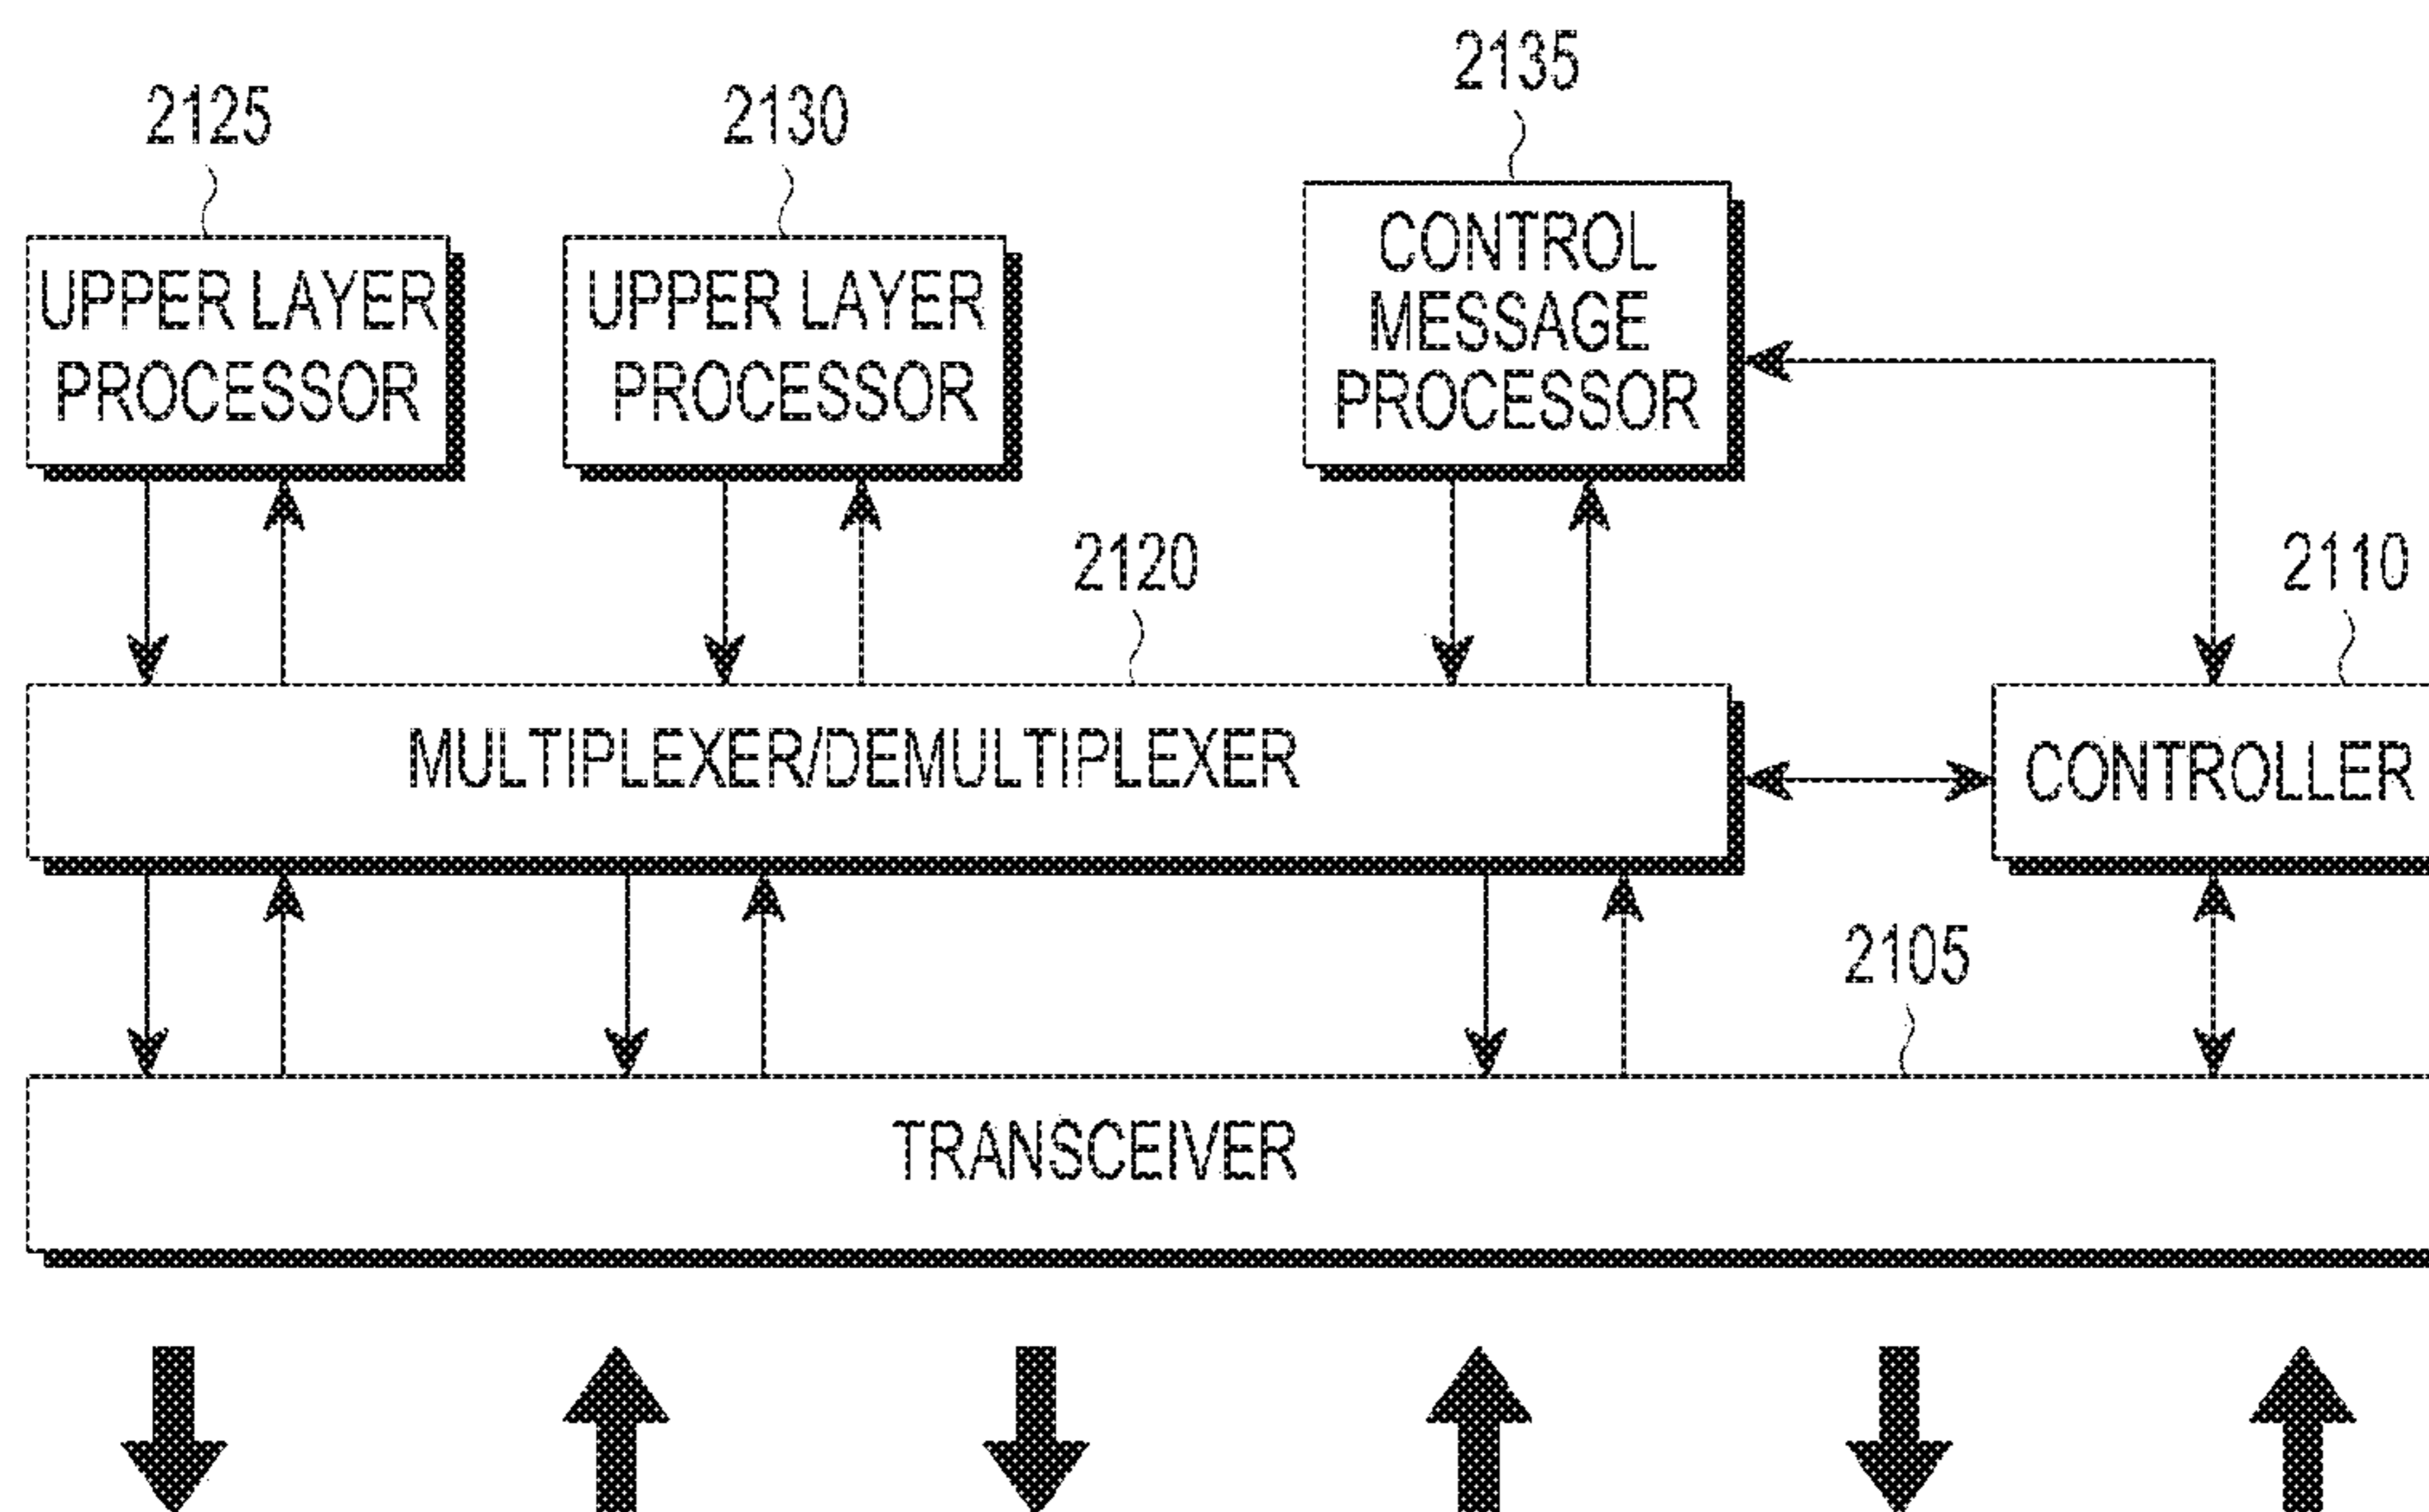 2135
2125
2130
UPPER LAYER
PROCESSOR
UPPER LAYER
PROCESSOR
CONTROL
MESSAGE
PROCESSOR
2120
2110
MULTIPLEXER/DEMULTIPLEXER
CONTROLLER
2105
TRANSCEIVER